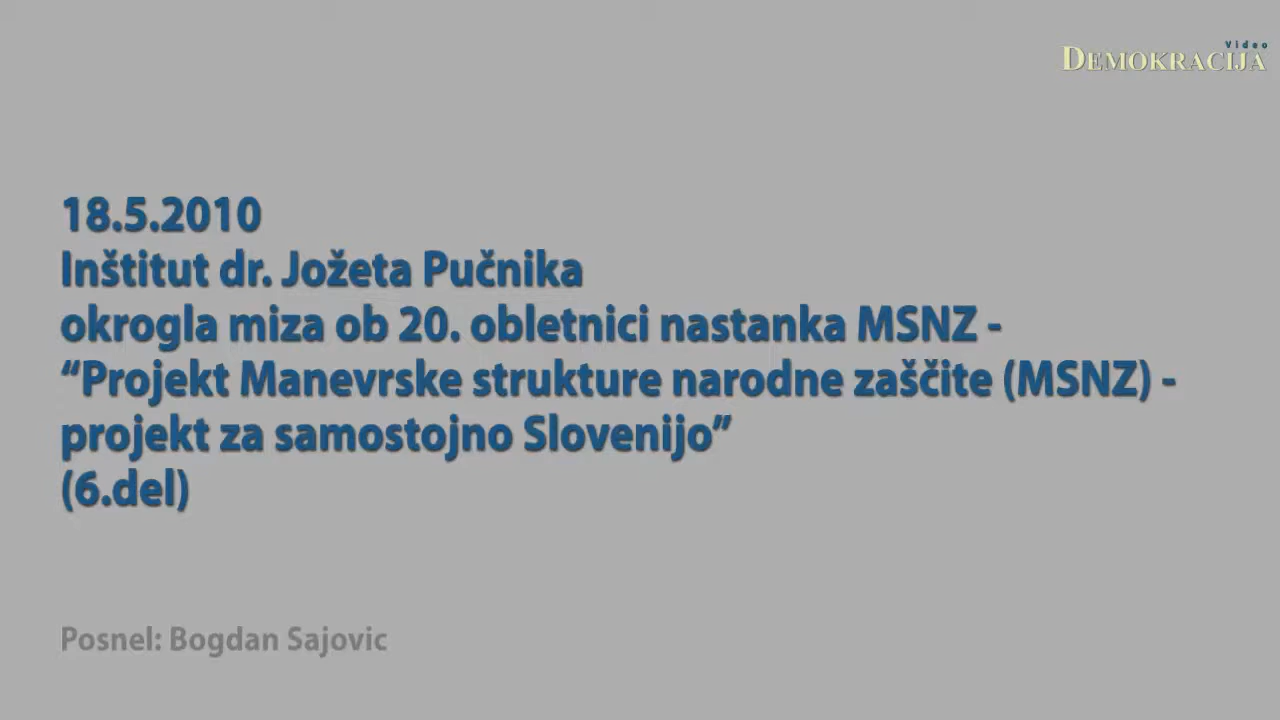 Video
DEMOKRACIJA
18.5.2010
Inštitut dr. Jožeta Pučnika
okrogla miza ob 20. obletnici nastanka MSNZ -
“Projekt Manevrske strukture narodne zaščite (MSNZ) -
projekt za samostojno Slovenijo”
(6.del)
Posnel: Bogdan Sajovic